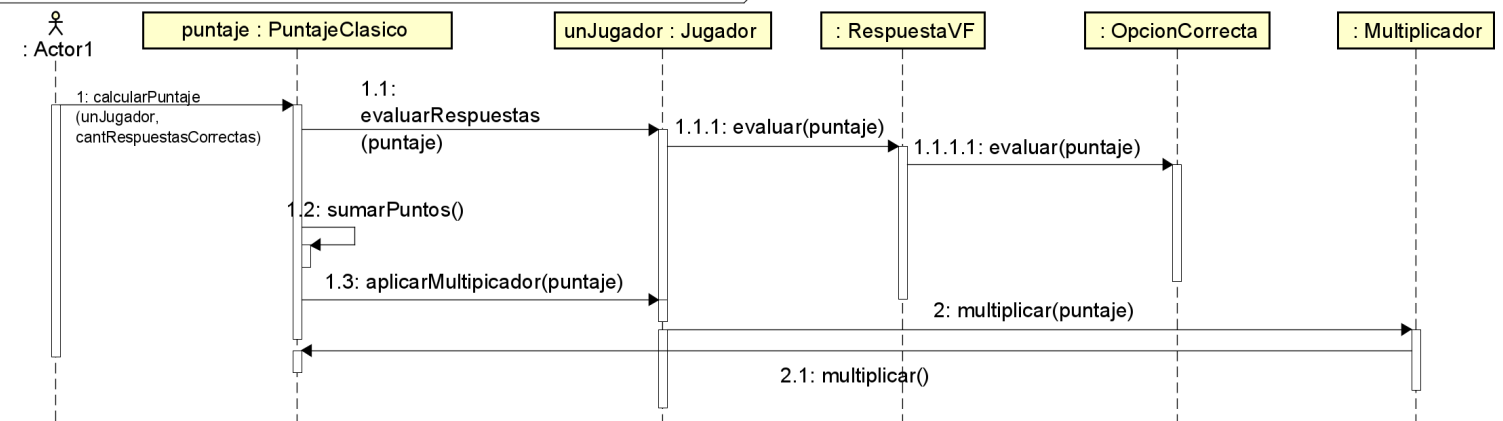 : Actor1
puntaje : PuntajeClasico
unJugador : Jugador
: RespuestaVF
: OpcionCorrecta
: Multiplicador
1: calcularPuntaje
(unJugador,
cantRespuestasCorrectas)
1.1:
evaluarRespuestas
(puntaje)
1.1.1: evaluar(puntaje)
1.1.1.1: evaluar(puntaje)
1.2: sumarPuntos()
1.3: aplicarMultipicador(puntaje)
2: multiplicar(puntaje)
2.1: multiplicar()